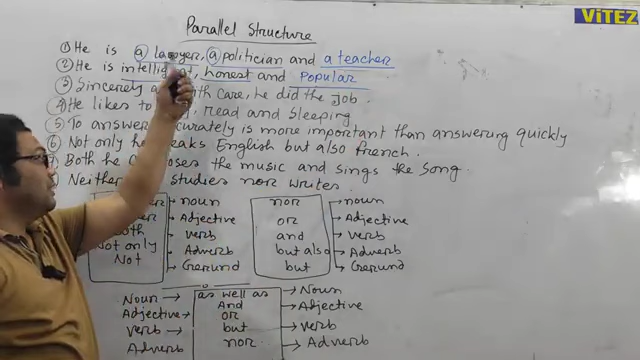 ViTEZ
Parallel Structure
① He is a lawyer, a politician and a teacher
② He is intelligent, honest and Popular
③ Sincerely with Care, he did the Job.
④ He likes to read and Sleeping
⑤ To answer accurately is more important than answering quickly
⑥ Not only he speaks English but also french.
Both he composes the music and sings the Song.
Neither studies nor writes.
noun nor noun
Adjective or Adjective
Both verb and verb
Not only Adverb but also Adverb
Not Gerund but Gerund
Noun as well as Noun
Adjective And Adjective
or
verb but verb
Adverb nor Adverb